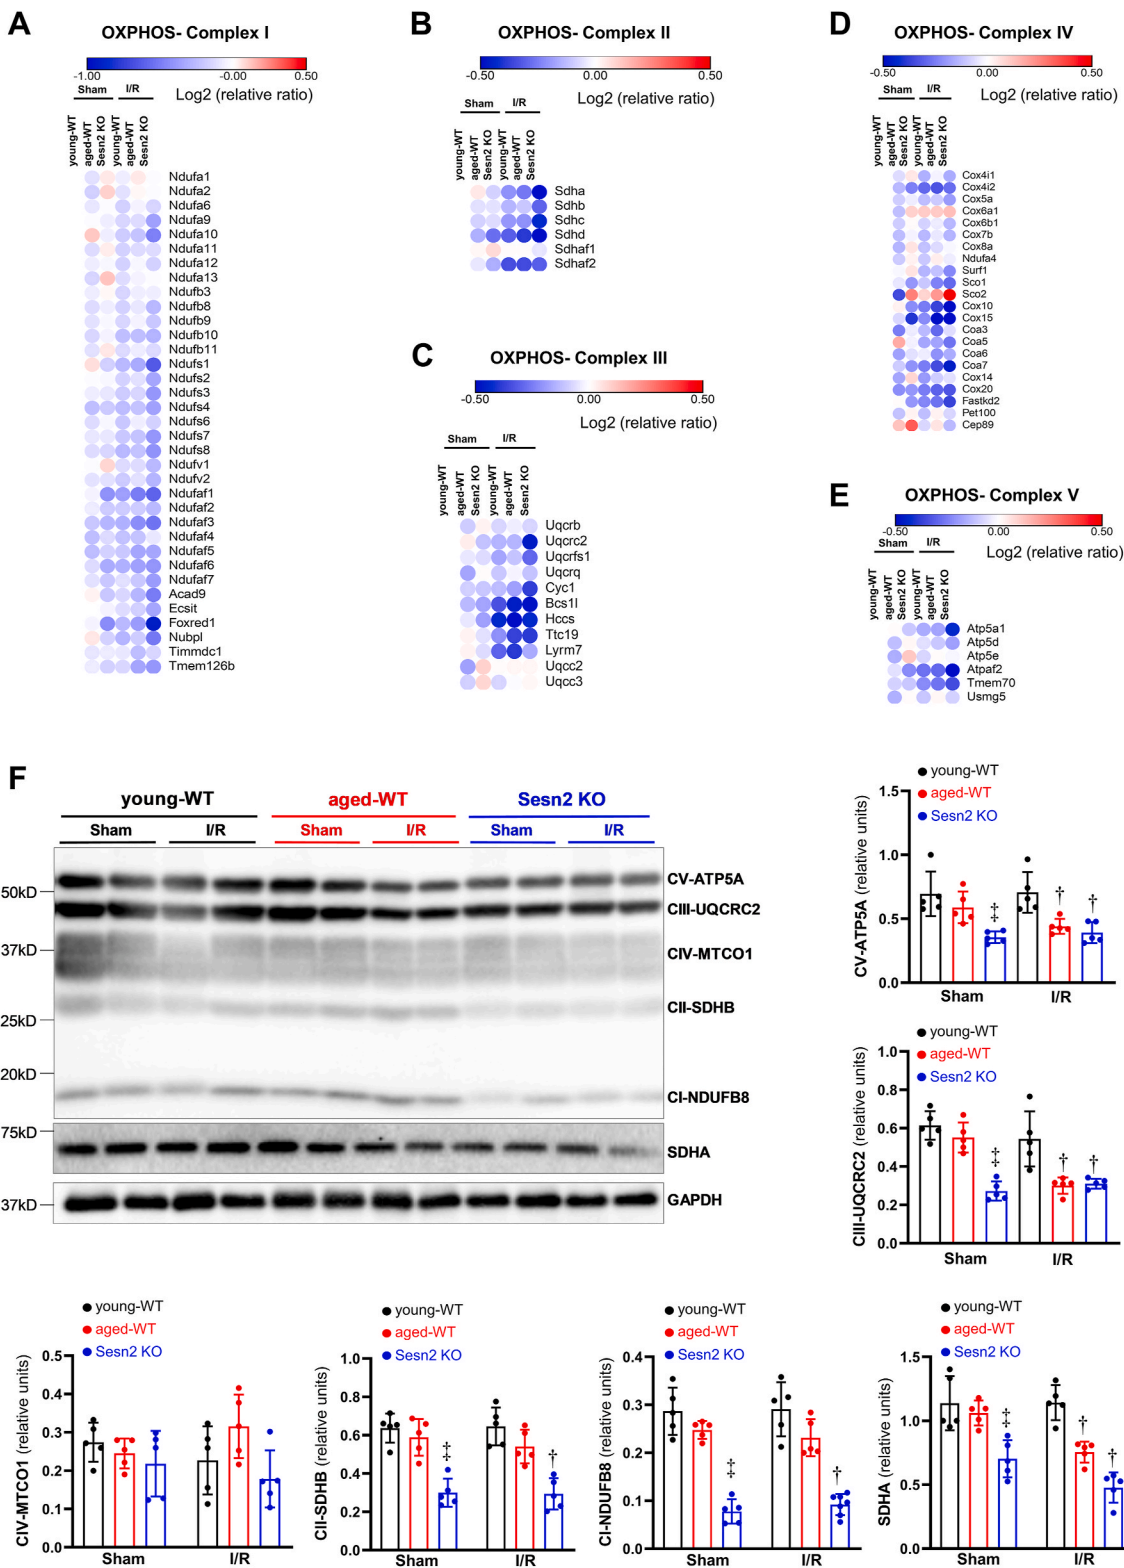 A
OXPHOS- Complex I
-1.00
-0.00
0.50
Log2 (relative ratio)
Sham
I/R
young-WT
aged-WT
Sesn2 KO
young-WT
aged-WT
Sesn2 KO
Ndufa1
Ndufa2
Ndufa6
Ndufa9
Ndufa10
Ndufa11
Ndufa12
Ndufa13
Ndufb3
Ndufb8
Ndufb9
Ndufb10
Ndufb11
Ndufs1
Ndufs2
Ndufs3
Ndufs4
Ndufs6
Ndufs7
Ndufs8
Ndufv1
Ndufv2
Ndufaf1
Ndufaf2
Ndufaf3
Ndufaf4
Ndufaf5
Ndufaf6
Ndufaf7
Acad9
Ecsit
Foxred1
Nubpl
Timmdc1
Tmem126b
B
OXPHOS- Complex II
-0.50
0.00
0.50
Log2 (relative ratio)
Sham
I/R
young-WT
aged-WT
Sesn2 KO
young-WT
aged-WT
Sesn2 KO
Sdha
Sdhb
Sdhc
Sdhd
Sdhaf1
Sdhaf2
C
OXPHOS- Complex III
-0.50
0.00
0.50
Log2 (relative ratio)
Sham
I/R
young-WT
aged-WT
Sesn2 KO
young-WT
aged-WT
Sesn2 KO
Uqcrb
Uqcrc2
Uqcrfs1
Uqcrq
Cyc1
Bcs1l
Hccs
Ttc19
Lyrm7
Uqcc2
Uqcc3
D
OXPHOS- Complex IV
-0.50
0.00
0.50
Log2 (relative ratio)
Sham
I/R
young-WT
aged-WT
Sesn2 KO
young-WT
aged-WT
Sesn2 KO
Cox4i1
Cox4i2
Cox5a
Cox6a1
Cox6b1
Cox7b
Cox8a
Ndufa4
Surf1
Sco1
Sco2
Cox10
Cox15
Coa3
Coa5
Coa6
Coa7
Cox14
Cox20
Fastkd2
Pet100
Cep89
E
OXPHOS- Complex V
-0.50
0.00
0.50
Log2 (relative ratio)
Sham
I/R
young-WT
aged-WT
Sesn2 KO
young-WT
aged-WT
Sesn2 KO
Atp5a1
Atp5d
Atp5e
Atpaf2
Tmem70
Usmg5
F
young-WT
aged-WT
Sesn2 KO
Sham
I/R
Sham
I/R
Sham
I/R
50kD
37kD
25kD
20kD
75kD
37kD
CV-ATP5A
CIII-UQCRC2
CIV-MTCO1
CII-SDHB
CI-NDUFB8
SDHA
GAPDH
young-WT
aged-WT
Sesn2 KO
CV-ATP5A (relative units)
1.5
1.0
0.5
0.0
‡
†
†
Sham
I/R
young-WT
aged-WT
Sesn2 KO
CIII-UQCRC2 (relative units)
1.0
0.8
0.6
0.4
0.2
0.0
‡
†
†
Sham
I/R
young-WT
aged-WT
Sesn2 KO
CIV-MTCO1 (relative units)
0.5
0.4
0.3
0.2
0.1
0.0
Sham
I/R
young-WT
aged-WT
Sesn2 KO
CII-SDHB (relative units)
1.0
0.8
0.6
0.4
0.2
0.0
‡
†
Sham
I/R
young-WT
aged-WT
Sesn2 KO
CI-NDUFB8 (relative units)
0.4
0.3
0.2
0.1
0.0
‡
†
Sham
I/R
young-WT
aged-WT
Sesn2 KO
SDHA (relative units)
1.5
1.0
0.5
0.0
‡
†
†
Sham
I/R